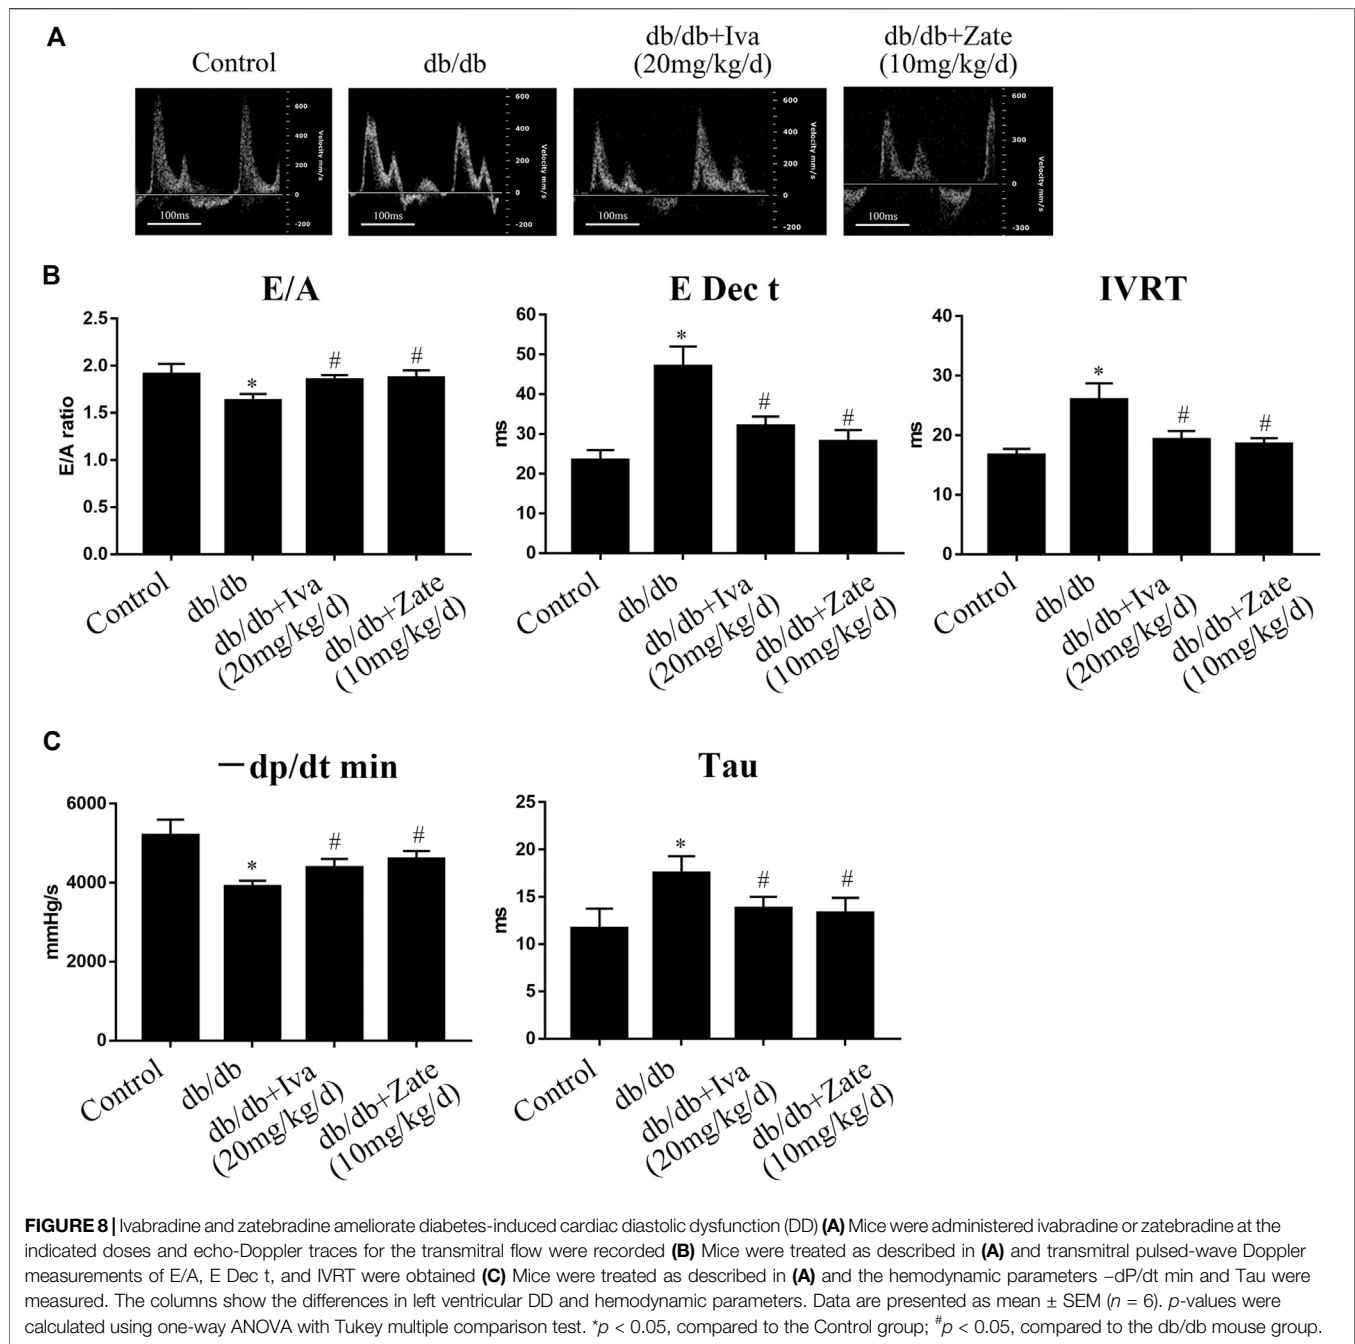 A
Control
db/db
db/db+Iva
(20mg/kg/d)
db/db+Zate
(10mg/kg/d)
600
400
200
0
-200
Velocity mm/s
100ms
600
400
200
0
-200
Velocity mm/s
100ms
600
400
200
0
-200
Velocity mm/s
100ms
600
300
0
-300
Velocity mm/s
100ms
B
E/A
2.5
2.0
1.5
1.0
0.5
0.0
E/A ratio
*
#
#
Control
db/db
db/db+Iva
(20mg/kg/d)
db/db+Zate
(10mg/kg/d)
E Dec t
60
50
40
30
20
10
0
ms
*
#
#
Control
db/db
db/db+Iva
(20mg/kg/d)
db/db+Zate
(10mg/kg/d)
IVRT
40
30
20
10
0
ms
*
#
#
Control
db/db
db/db+Iva
(20mg/kg/d)
db/db+Zate
(10mg/kg/d)
C
—dp/dt min
6000
4000
2000
0
mmHg/s
*
#
#
Control
db/db
db/db+Iva
(20mg/kg/d)
db/db+Zate
(10mg/kg/d)
Tau
25
20
15
10
5
0
ms
*
#
#
Control
db/db
db/db+Iva
(20mg/kg/d)
db/db+Zate
(10mg/kg/d)
FIGURE 8 | Ivabradine and zatebradine ameliorate diabetes-induced cardiac diastolic dysfunction (DD) (A) Mice were administered ivabradine or zatebradine at the
indicated doses and echo-Doppler traces for the transmitral flow were recorded (B) Mice were treated as described in (A) and transmitral pulsed-wave Doppler
measurements of E/A, E Dec t, and IVRT were obtained (C) Mice were treated as described in (A) and the hemodynamic parameters –dP/dt min and Tau were
measured. The columns show the differences in left ventricular DD and hemodynamic parameters. Data are presented as mean ± SEM (n = 6). p-values were
calculated using one-way ANOVA with Tukey multiple comparison test. *p < 0.05, compared to the Control group; #p < 0.05, compared to the db/db mouse group.